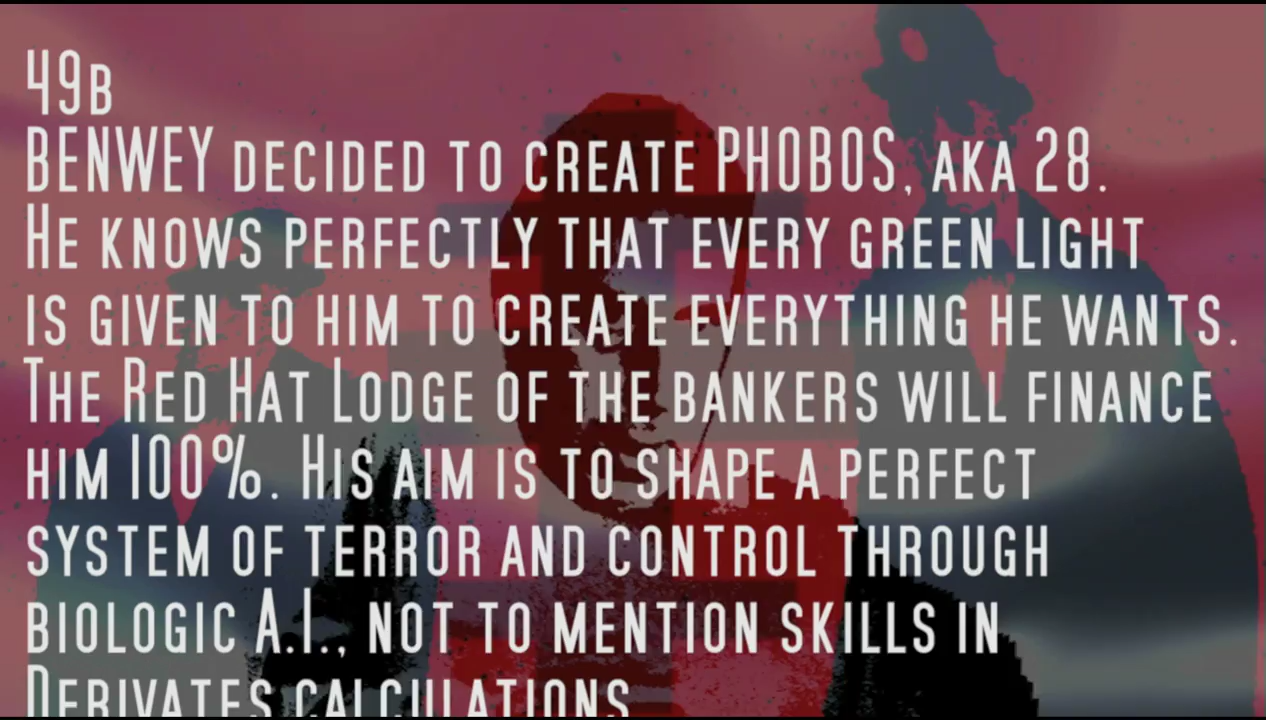 49B
BENWEY DECIDED TO CREATE PHOBOS, AKA 28.
HE KNOWS PERFECTLY THAT EVERY GREEN LIGHT
IS GIVEN TO HIM TO CREATE EVERYTHING HE WANTS.
THE RED HAT LODGE OF THE BANKERS WILL FINANCE
HIM 100%. HIS AIM IS TO SHAPE A PERFECT
SYSTEM OF TERROR AND CONTROL THROUGH
BIOLOGIC A.I., NOT TO MENTION SKILLS IN
DERIVATES CALCULATIONS